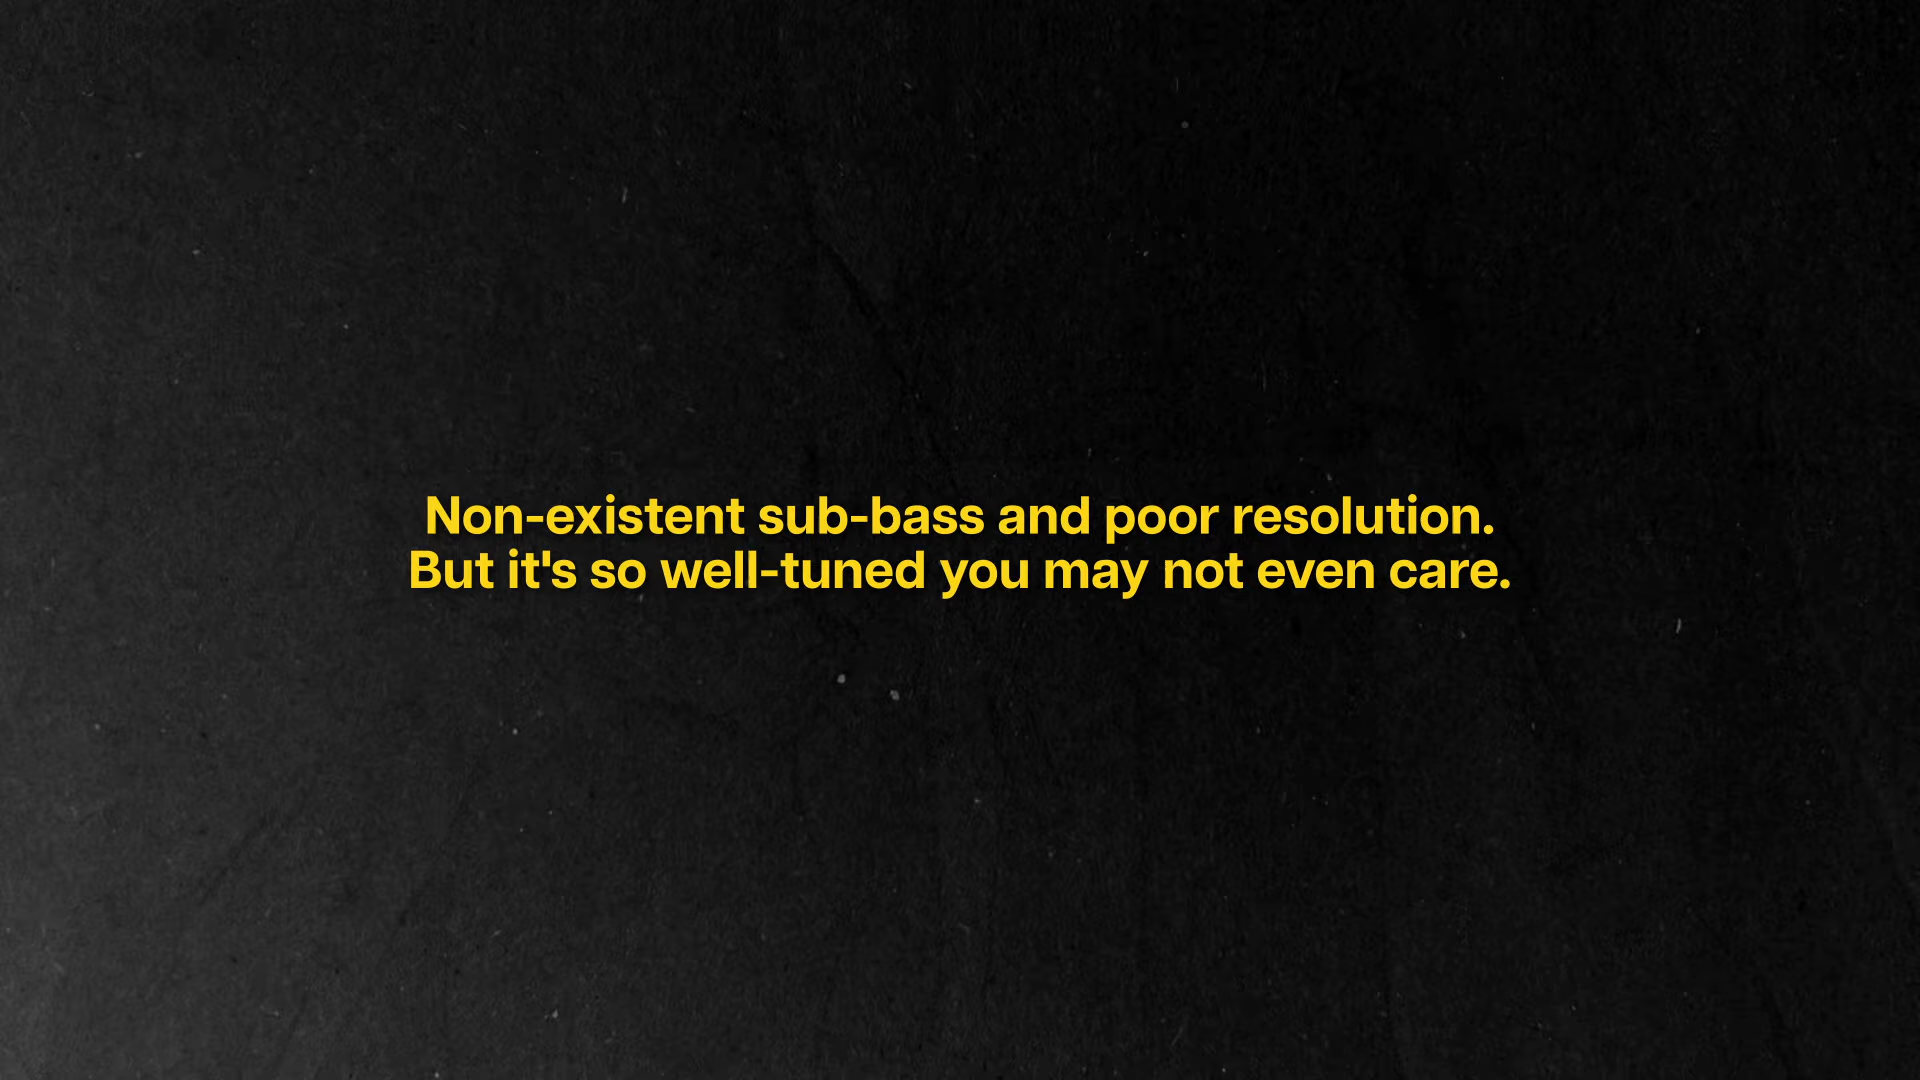 Non-existent sub-bass and poor resolution.
But it's so well-tuned you may not even care.